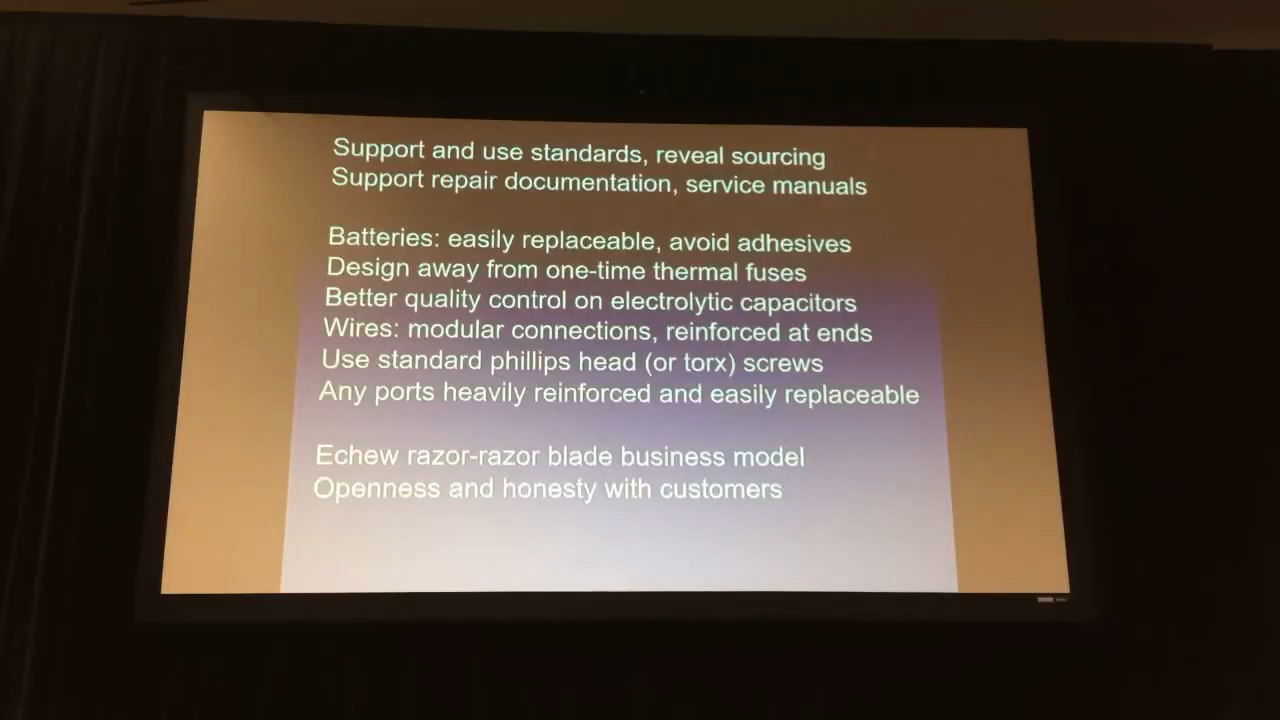 Support and use standards, reveal sourcing
Support repair documentation, service manuals
Batteries: easily replaceable, avoid adhesives
Design away from one-time thermal fuses
Better quality control on electrolytic capacitors
Wires: modular connections, reinforced at ends
Use standard phillips head (or torx) screws
Any ports heavily reinforced and easily replaceable
Echew razor-razor blade business model
Openness and honesty with customers